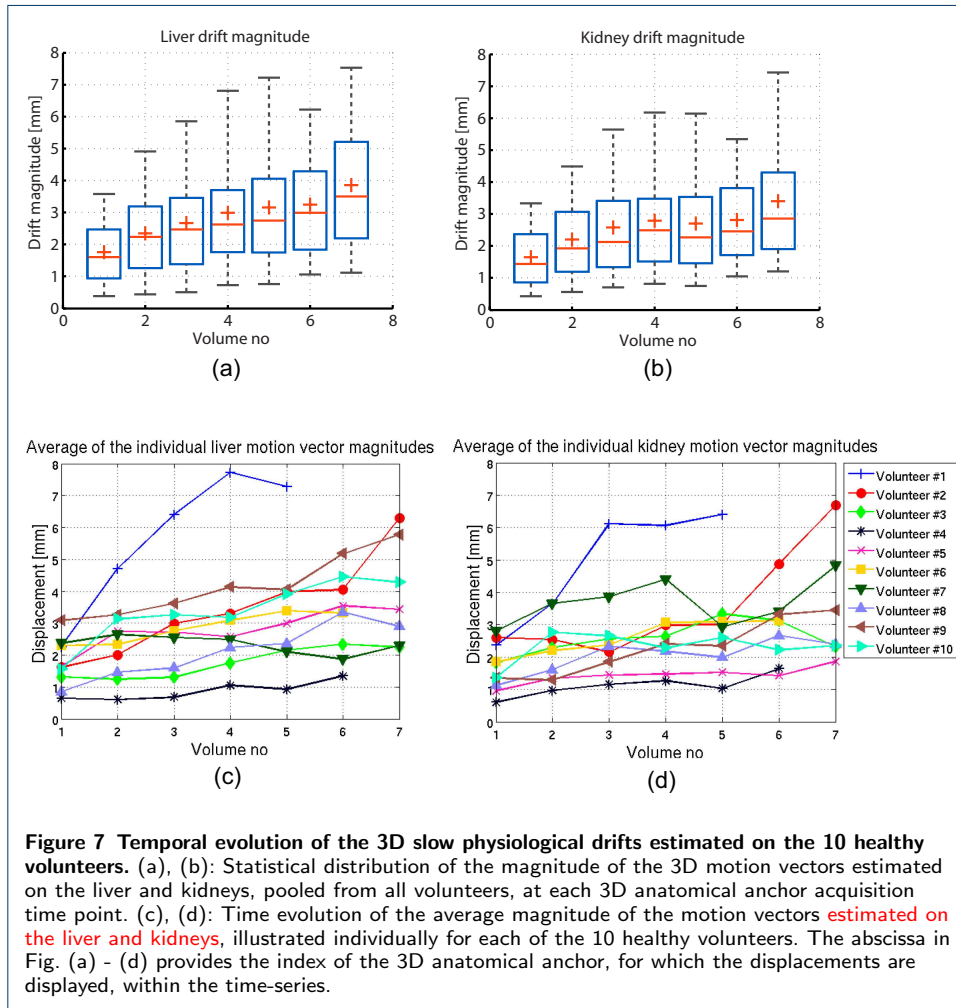 Liver drift magnitude
8
7
6
5
4
3
2
1
0
Drift magnitude [mm]
0 2 4 6 8
Volume no
(a)
Kidney drift magnitude
8
7
6
5
4
3
2
1
0
Drift magnitude [mm]
0 2 4 6 8
Volume no
(b)
Average of the individual liver motion vector magnitudes
8
7
6
5
4
3
2
1
0
Displacement [mm]
1 2 3 4 5 6 7
Volume no
(c)
Average of the individual kidney motion vector magnitudes
8
7
6
5
4
3
2
1
0
Displacement [mm]
1 2 3 4 5 6 7
Volume no
(d)
Volunteer #1
Volunteer #2
Volunteer #3
Volunteer #4
Volunteer #5
Volunteer #6
Volunteer #7
Volunteer #8
Volunteer #9
Volunteer #10
Figure 7 Temporal evolution of the 3D slow physiological drifts estimated on the 10 healthy
volunteers. (a), (b): Statistical distribution of the magnitude of the 3D motion vectors estimated
on the liver and kidneys, pooled from all volunteers, at each 3D anatomical anchor acquisition
time point. (c), (d): Time evolution of the average magnitude of the motion vectors estimated on
the liver and kidneys, illustrated individually for each of the 10 healthy volunteers. The abscissa in
Fig. (a) - (d) provides the index of the 3D anatomical anchor, for which the displacements are
displayed, within the time-series.